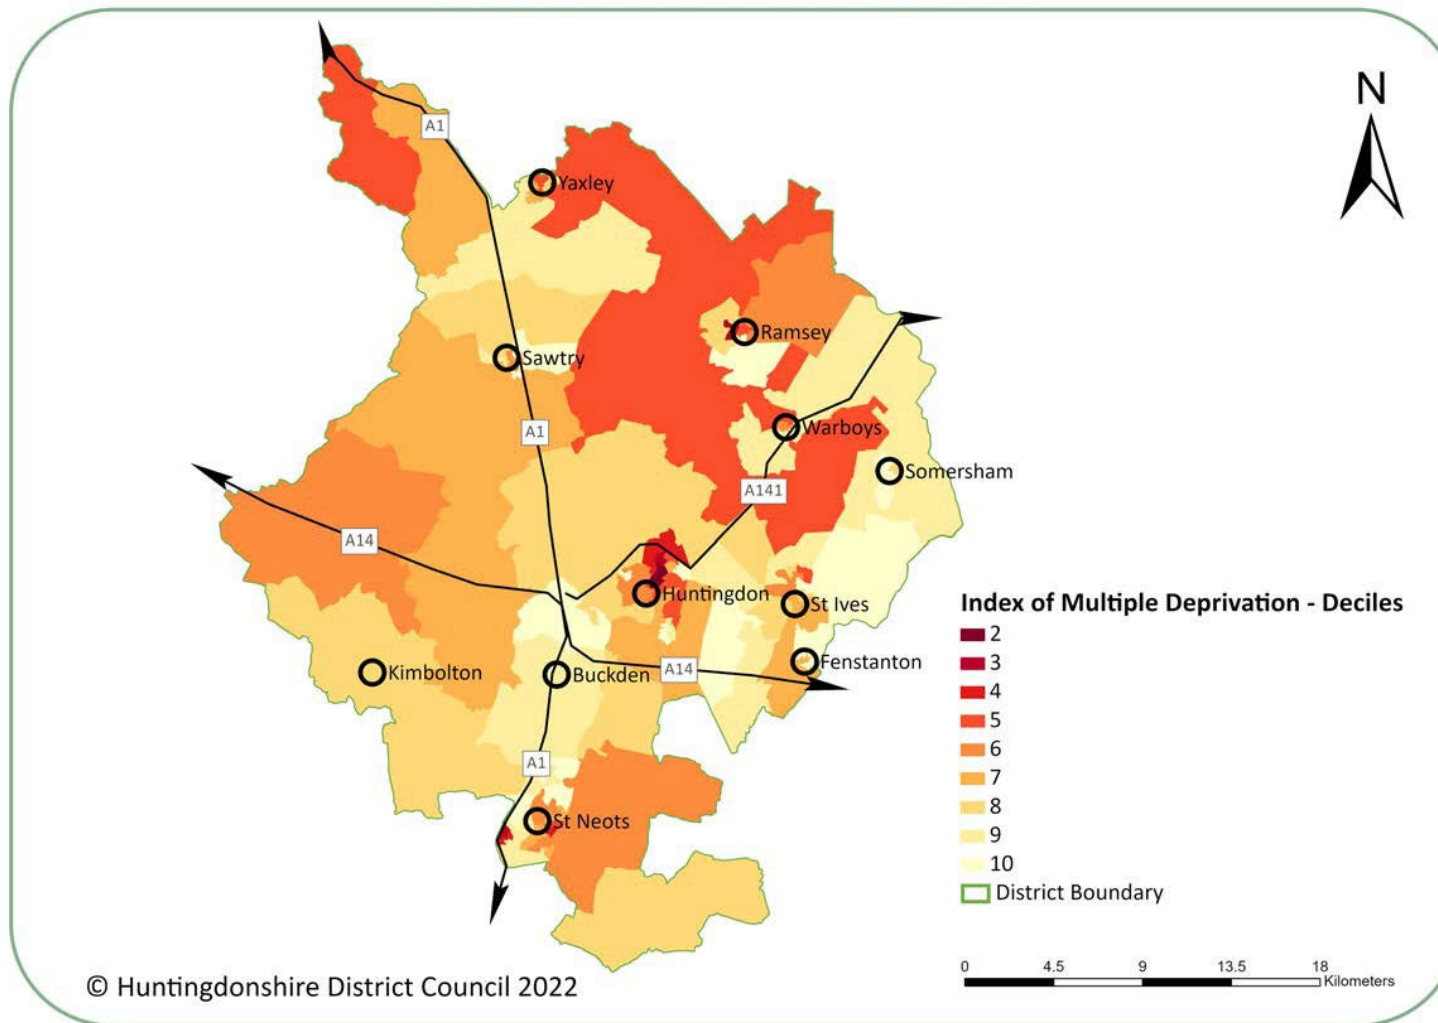 N
A1
Yaxley
Ramsey
Sawtry
A1
Warboys
Somersham
A141
A14
Huntingdon
St Ives
Fenstanton
A14
Kimbolton
Buckden
A1
St Neots
Index of Multiple Deprivation - Deciles
2
3
4
5
6
7
8
9
10
District Boundary
0 4.5 9 13.5 18
Kilometers
© Huntingdonshire District Council 2022